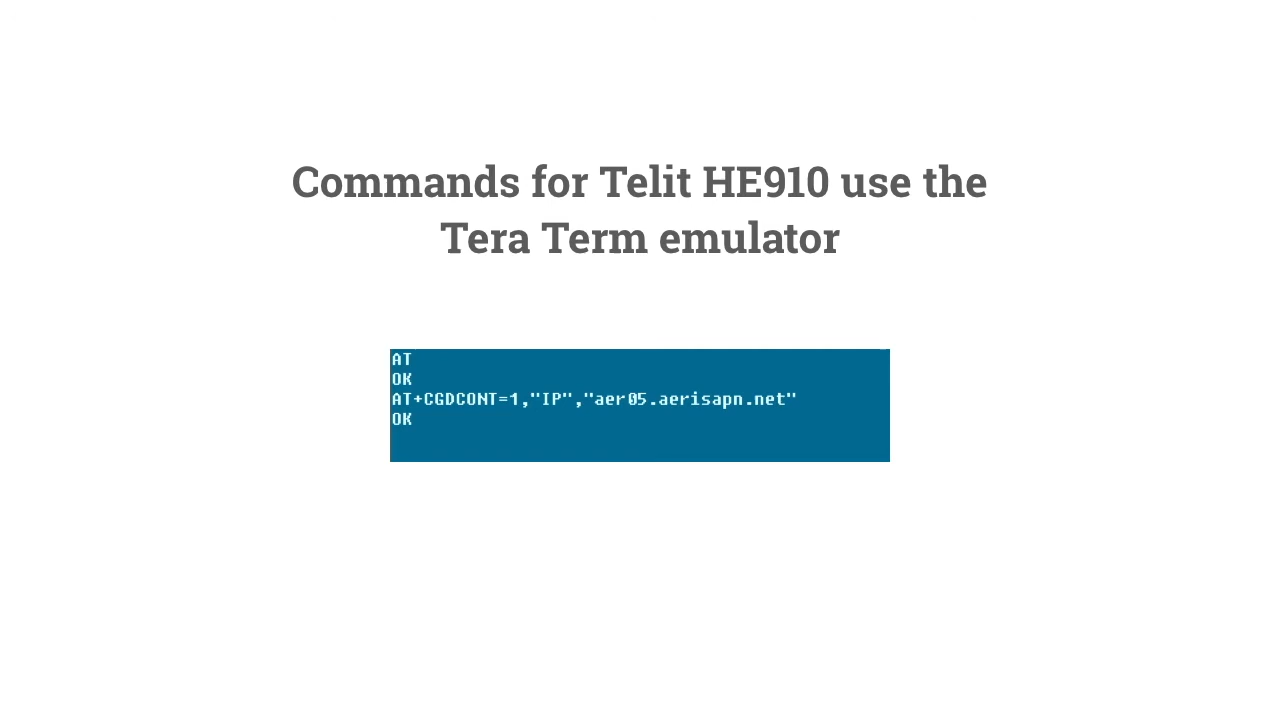 Commands for Telit HE910 use the
Tera Term emulator
AT
OK
AT+CGDCONT=1,"IP","aer05.aerisapn.net"
OK